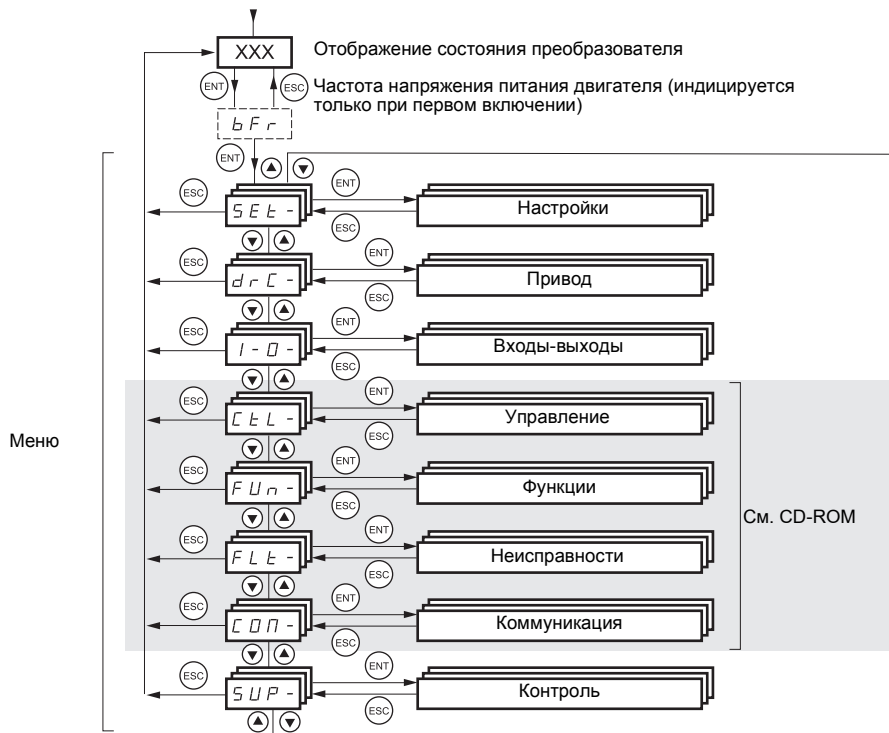 XXX
Отображение состояния преобразователя
ENT
ESC
Частота напряжения питания двигателя (индицируется
только при первом включении)
bFr
ENT
ESC
SEt-
ENT
ESC
Настройки
ESC
drC-
ENT
ESC
Привод
ESC
I-O-
ENT
ESC
Входы-выходы
ESC
CtL-
ENT
ESC
Управление
Меню
ESC
FUn-
ENT
ESC
Функции
См. CD-ROM
ESC
FLt-
ENT
ESC
Неисправности
ESC
COM-
ENT
ESC
Коммуникация
ESC
SUP-
ENT
ESC
Контроль